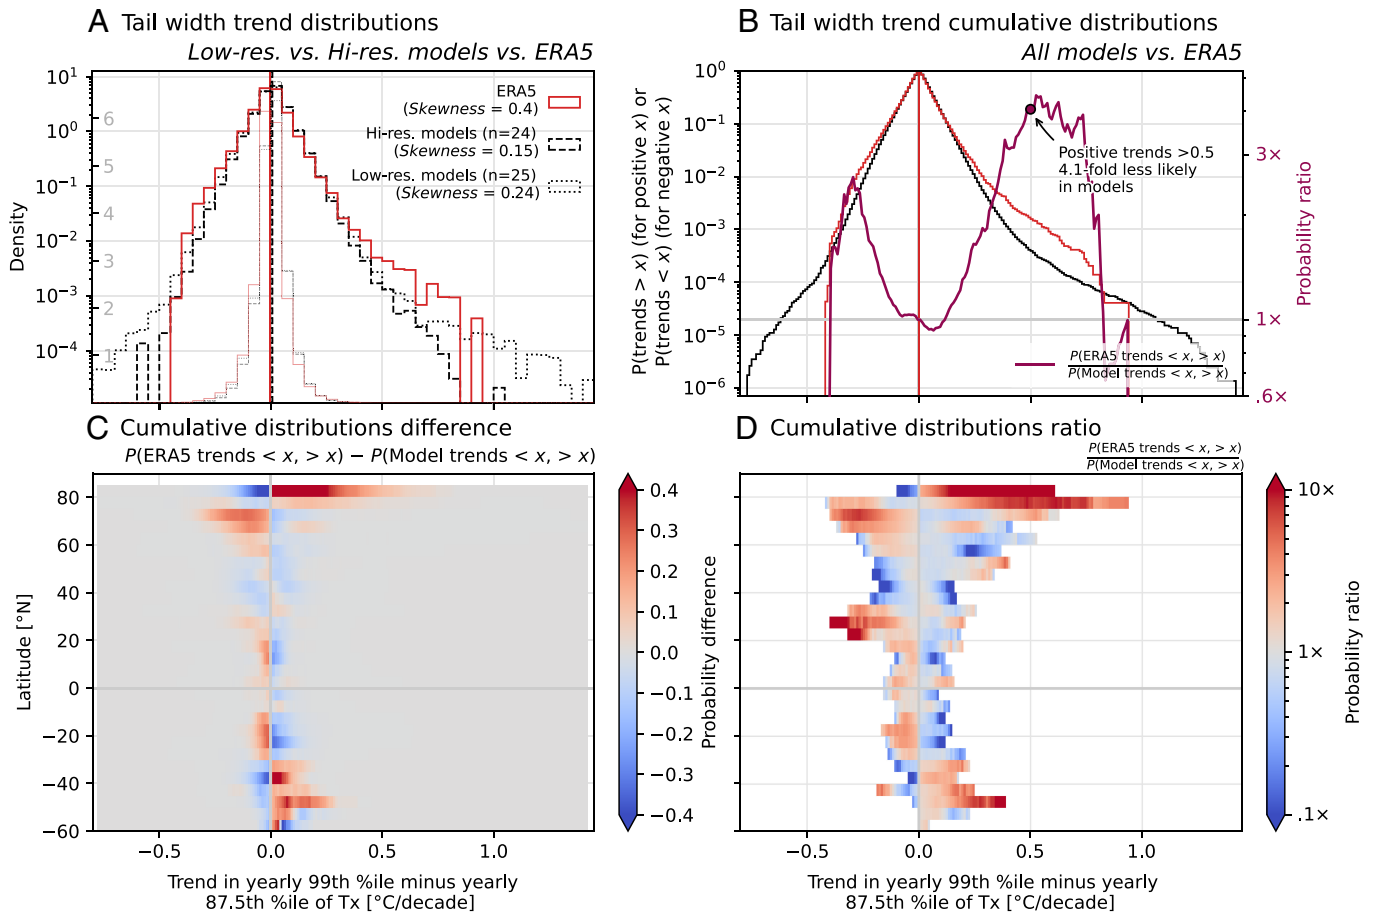 A Tail width trend distributions
Low-res. vs. Hi-res. models vs. ERA5
10¹
10⁰
10⁻¹
10⁻²
10⁻³
10⁻⁴
Density
6
5
4
3
2
1
ERA5
(Skewness = 0.4)
Hi-res. models (n=24)
(Skewness = 0.15)
Low-res. models (n=25)
(Skewness = 0.24)
B Tail width trend cumulative distributions
All models vs. ERA5
P(trends > x) (for positive x) or
P(trends < x) (for negative x)
10⁰
10⁻¹
10⁻²
10⁻³
10⁻⁴
10⁻⁵
10⁻⁶
Positive trends >0.5
4.1-fold less likely
in models
P(ERA5 trends < x, > x)
P(Model trends < x, > x)
3×
1×
.6×
Probability ratio
C Cumulative distributions difference
P(ERA5 trends < x, > x) − P(Model trends < x, > x)
Latitude [°N]
80
60
40
20
0
−20
−40
−60
−0.5
0.0
0.5
1.0
Trend in yearly 99th %ile minus yearly
87.5th %ile of Tx [°C/decade]
0.4
0.3
0.2
0.1
0.0
−0.1
−0.2
−0.3
−0.4
Probability difference
D Cumulative distributions ratio
P(ERA5 trends < x, > x)
P(Model trends < x, > x)
−0.5
0.0
0.5
1.0
Trend in yearly 99th %ile minus yearly
87.5th %ile of Tx [°C/decade]
10×
1×
.1×
Probability ratio